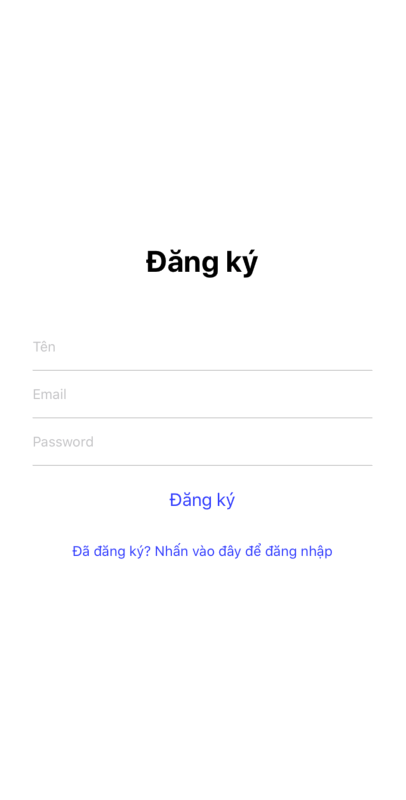 Đăng ký
Tên
Email
Password
Đăng ký
Đã đăng ký? Nhấn vào đây để đăng nhập